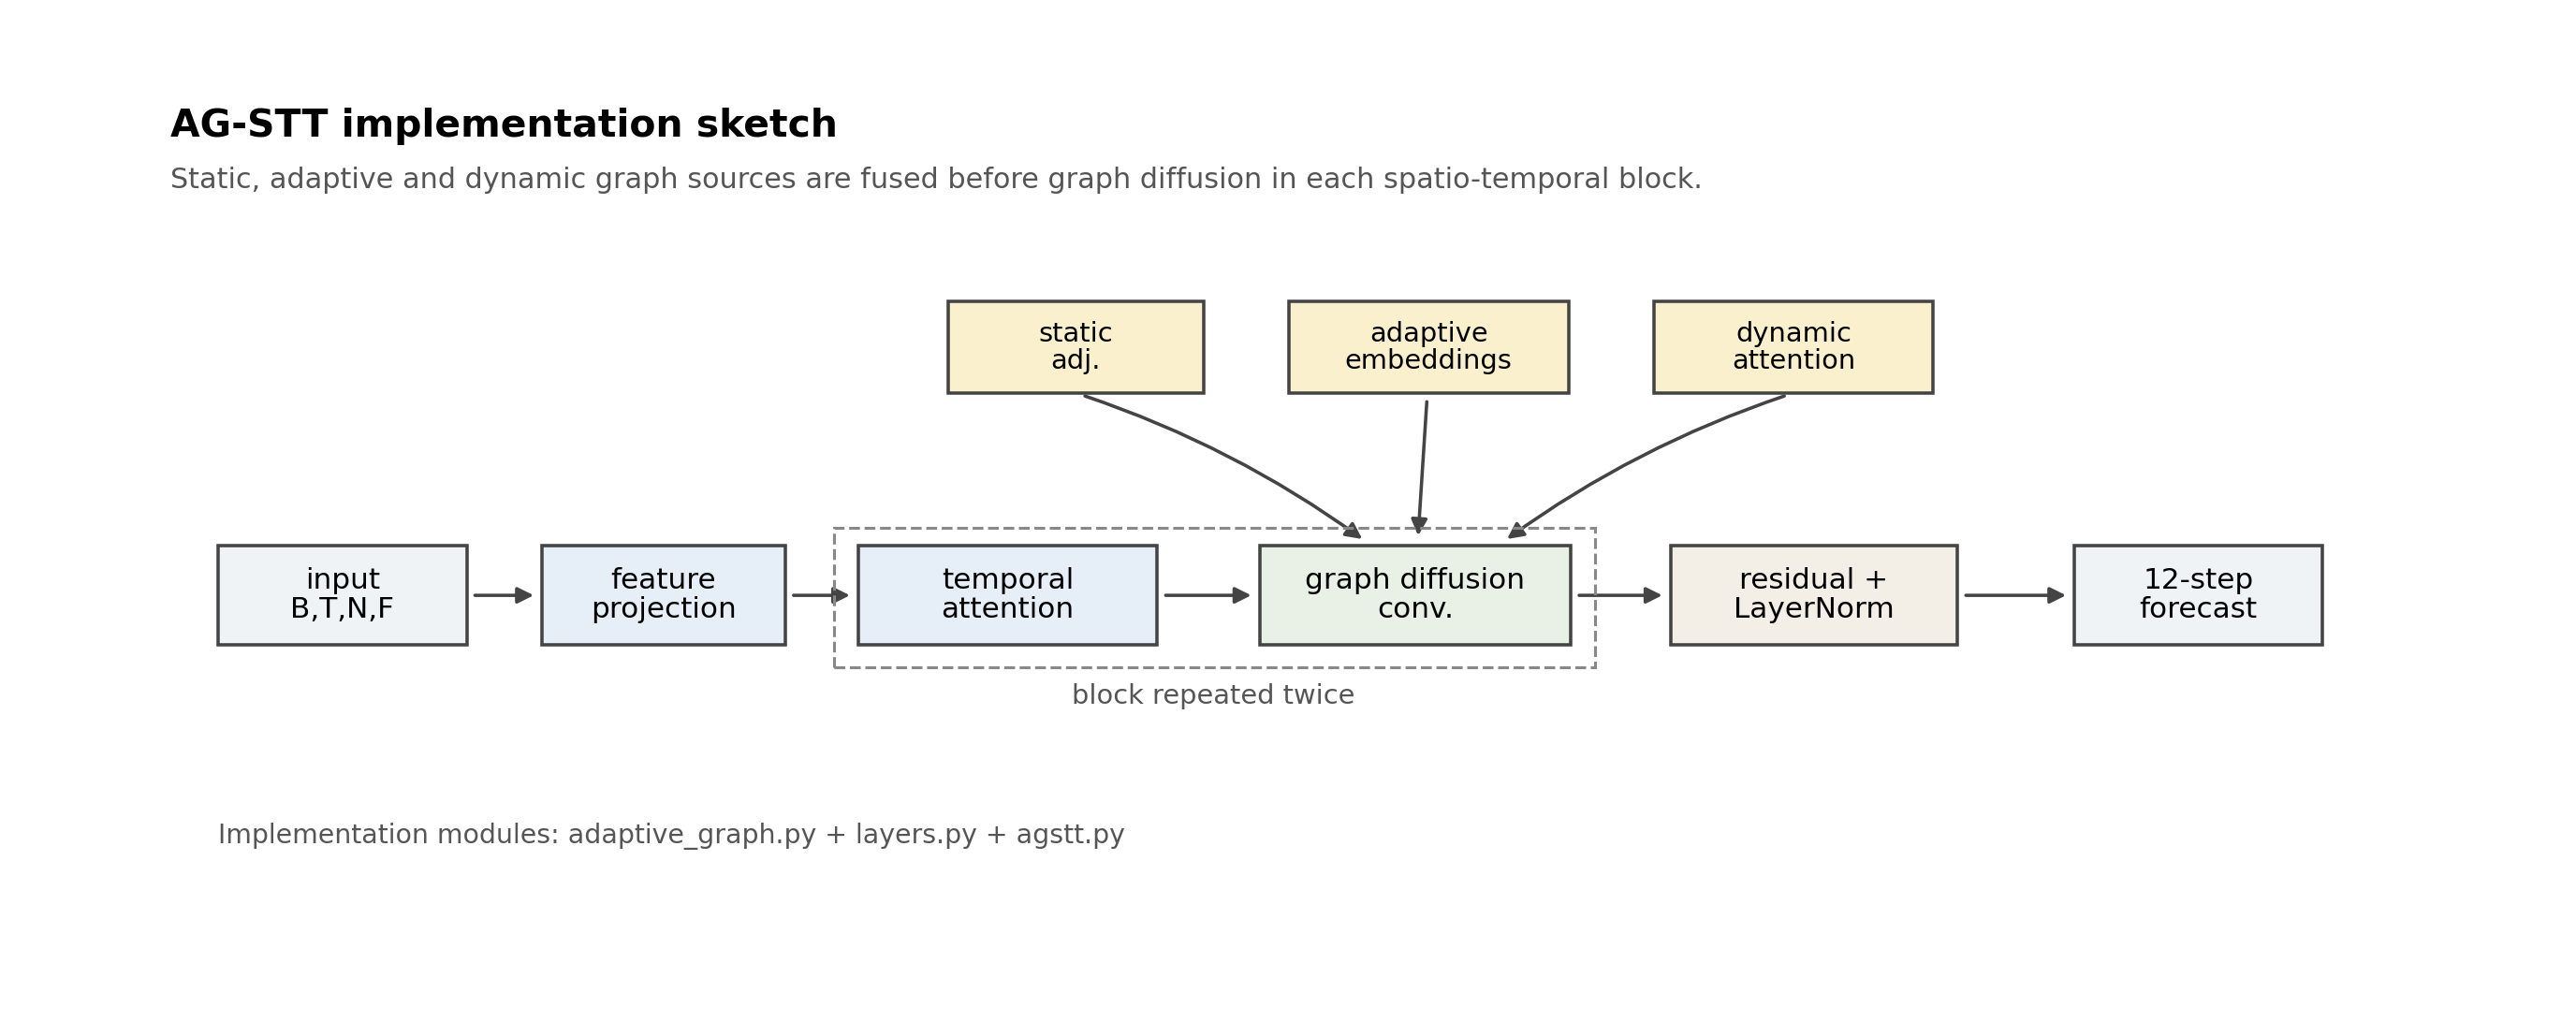 AG-STT implementation sketch
Static, adaptive and dynamic graph sources are fused before graph diffusion in each spatio-temporal block.
static
adj.
adaptive
embeddings
dynamic
attention
input
B,T,N,F
feature
projection
temporal
attention
graph diffusion
conv.
residual +
LayerNorm
12-step
forecast
block repeated twice
Implementation modules: adaptive_graph.py + layers.py + agstt.py